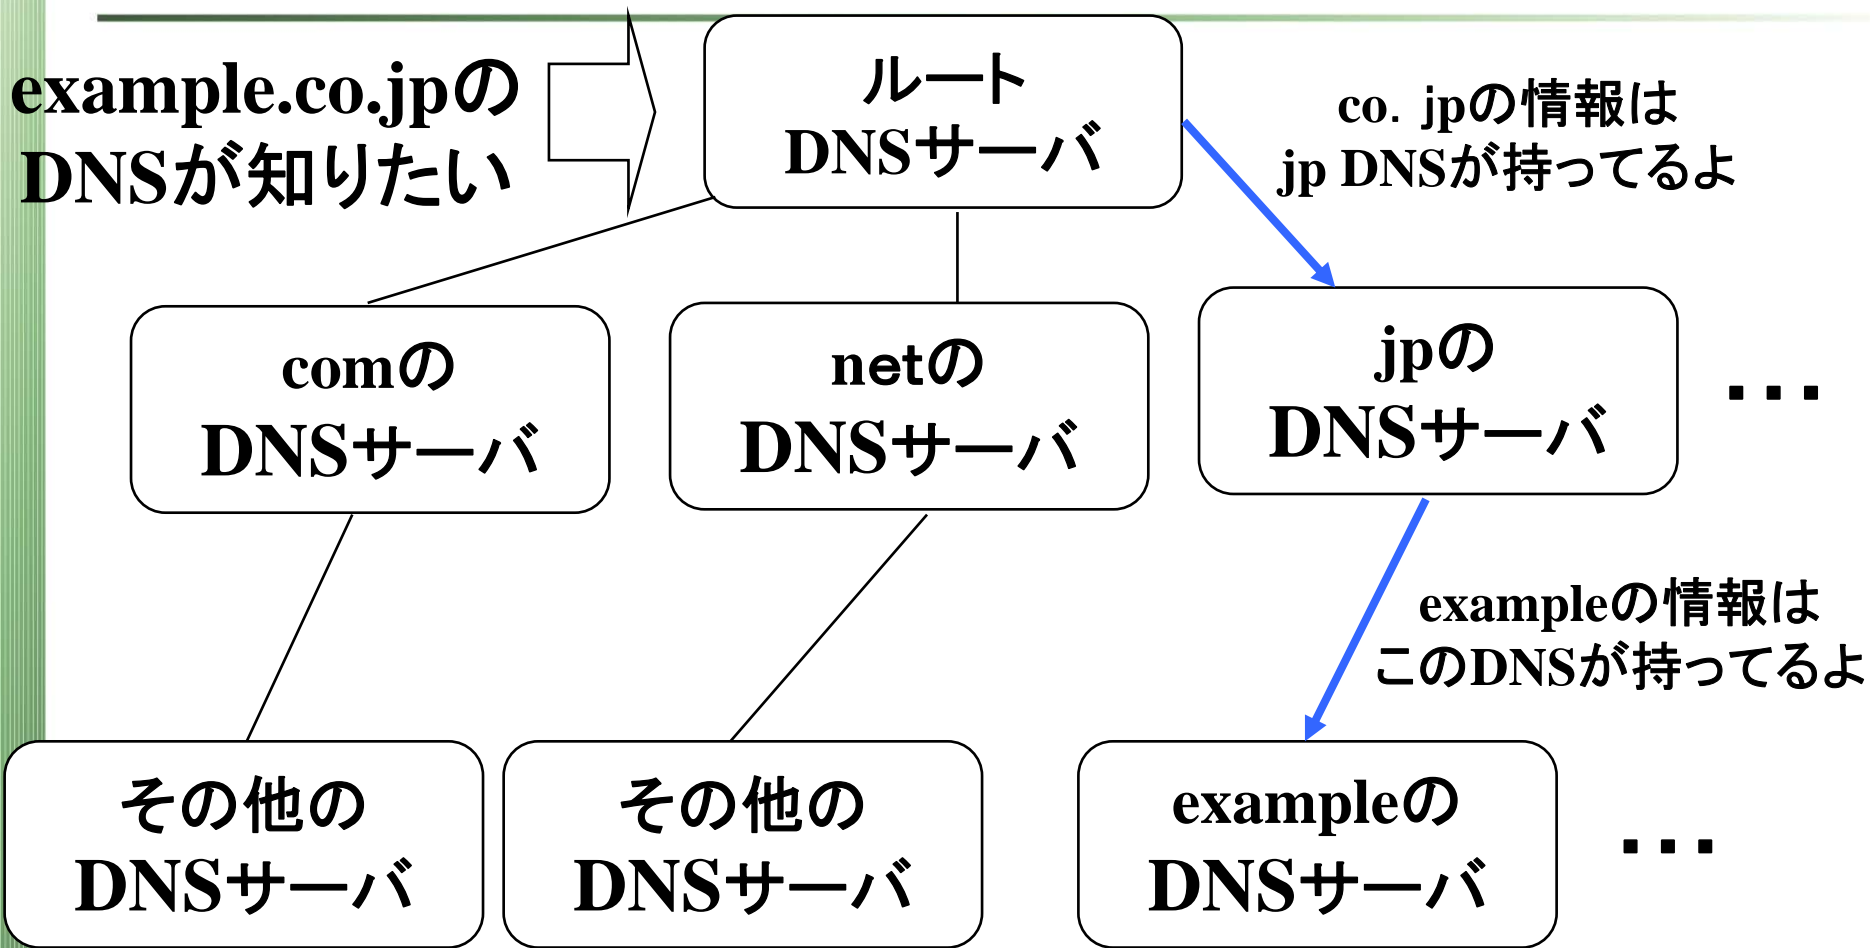 example.co.jpの
DNSが知りたい
ルート
DNSサーバ
co．jpの情報は
jp DNSが持ってるよ
comの
DNSサーバ
netの
DNSサーバ
jpの
DNSサーバ
･･･
exampleの情報は
このDNSが持ってるよ
その他の
DNSサーバ
その他の
DNSサーバ
exampleの
DNSサーバ
･･･